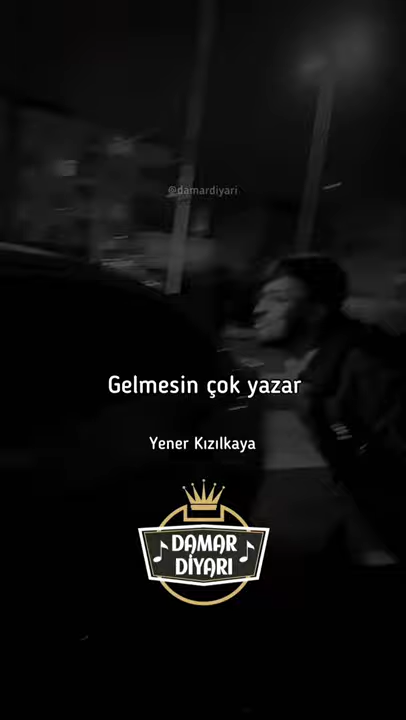 @damardiyari
Gelmesin çok yazar
Yener Kızılkaya
DAMAR
DİYARI